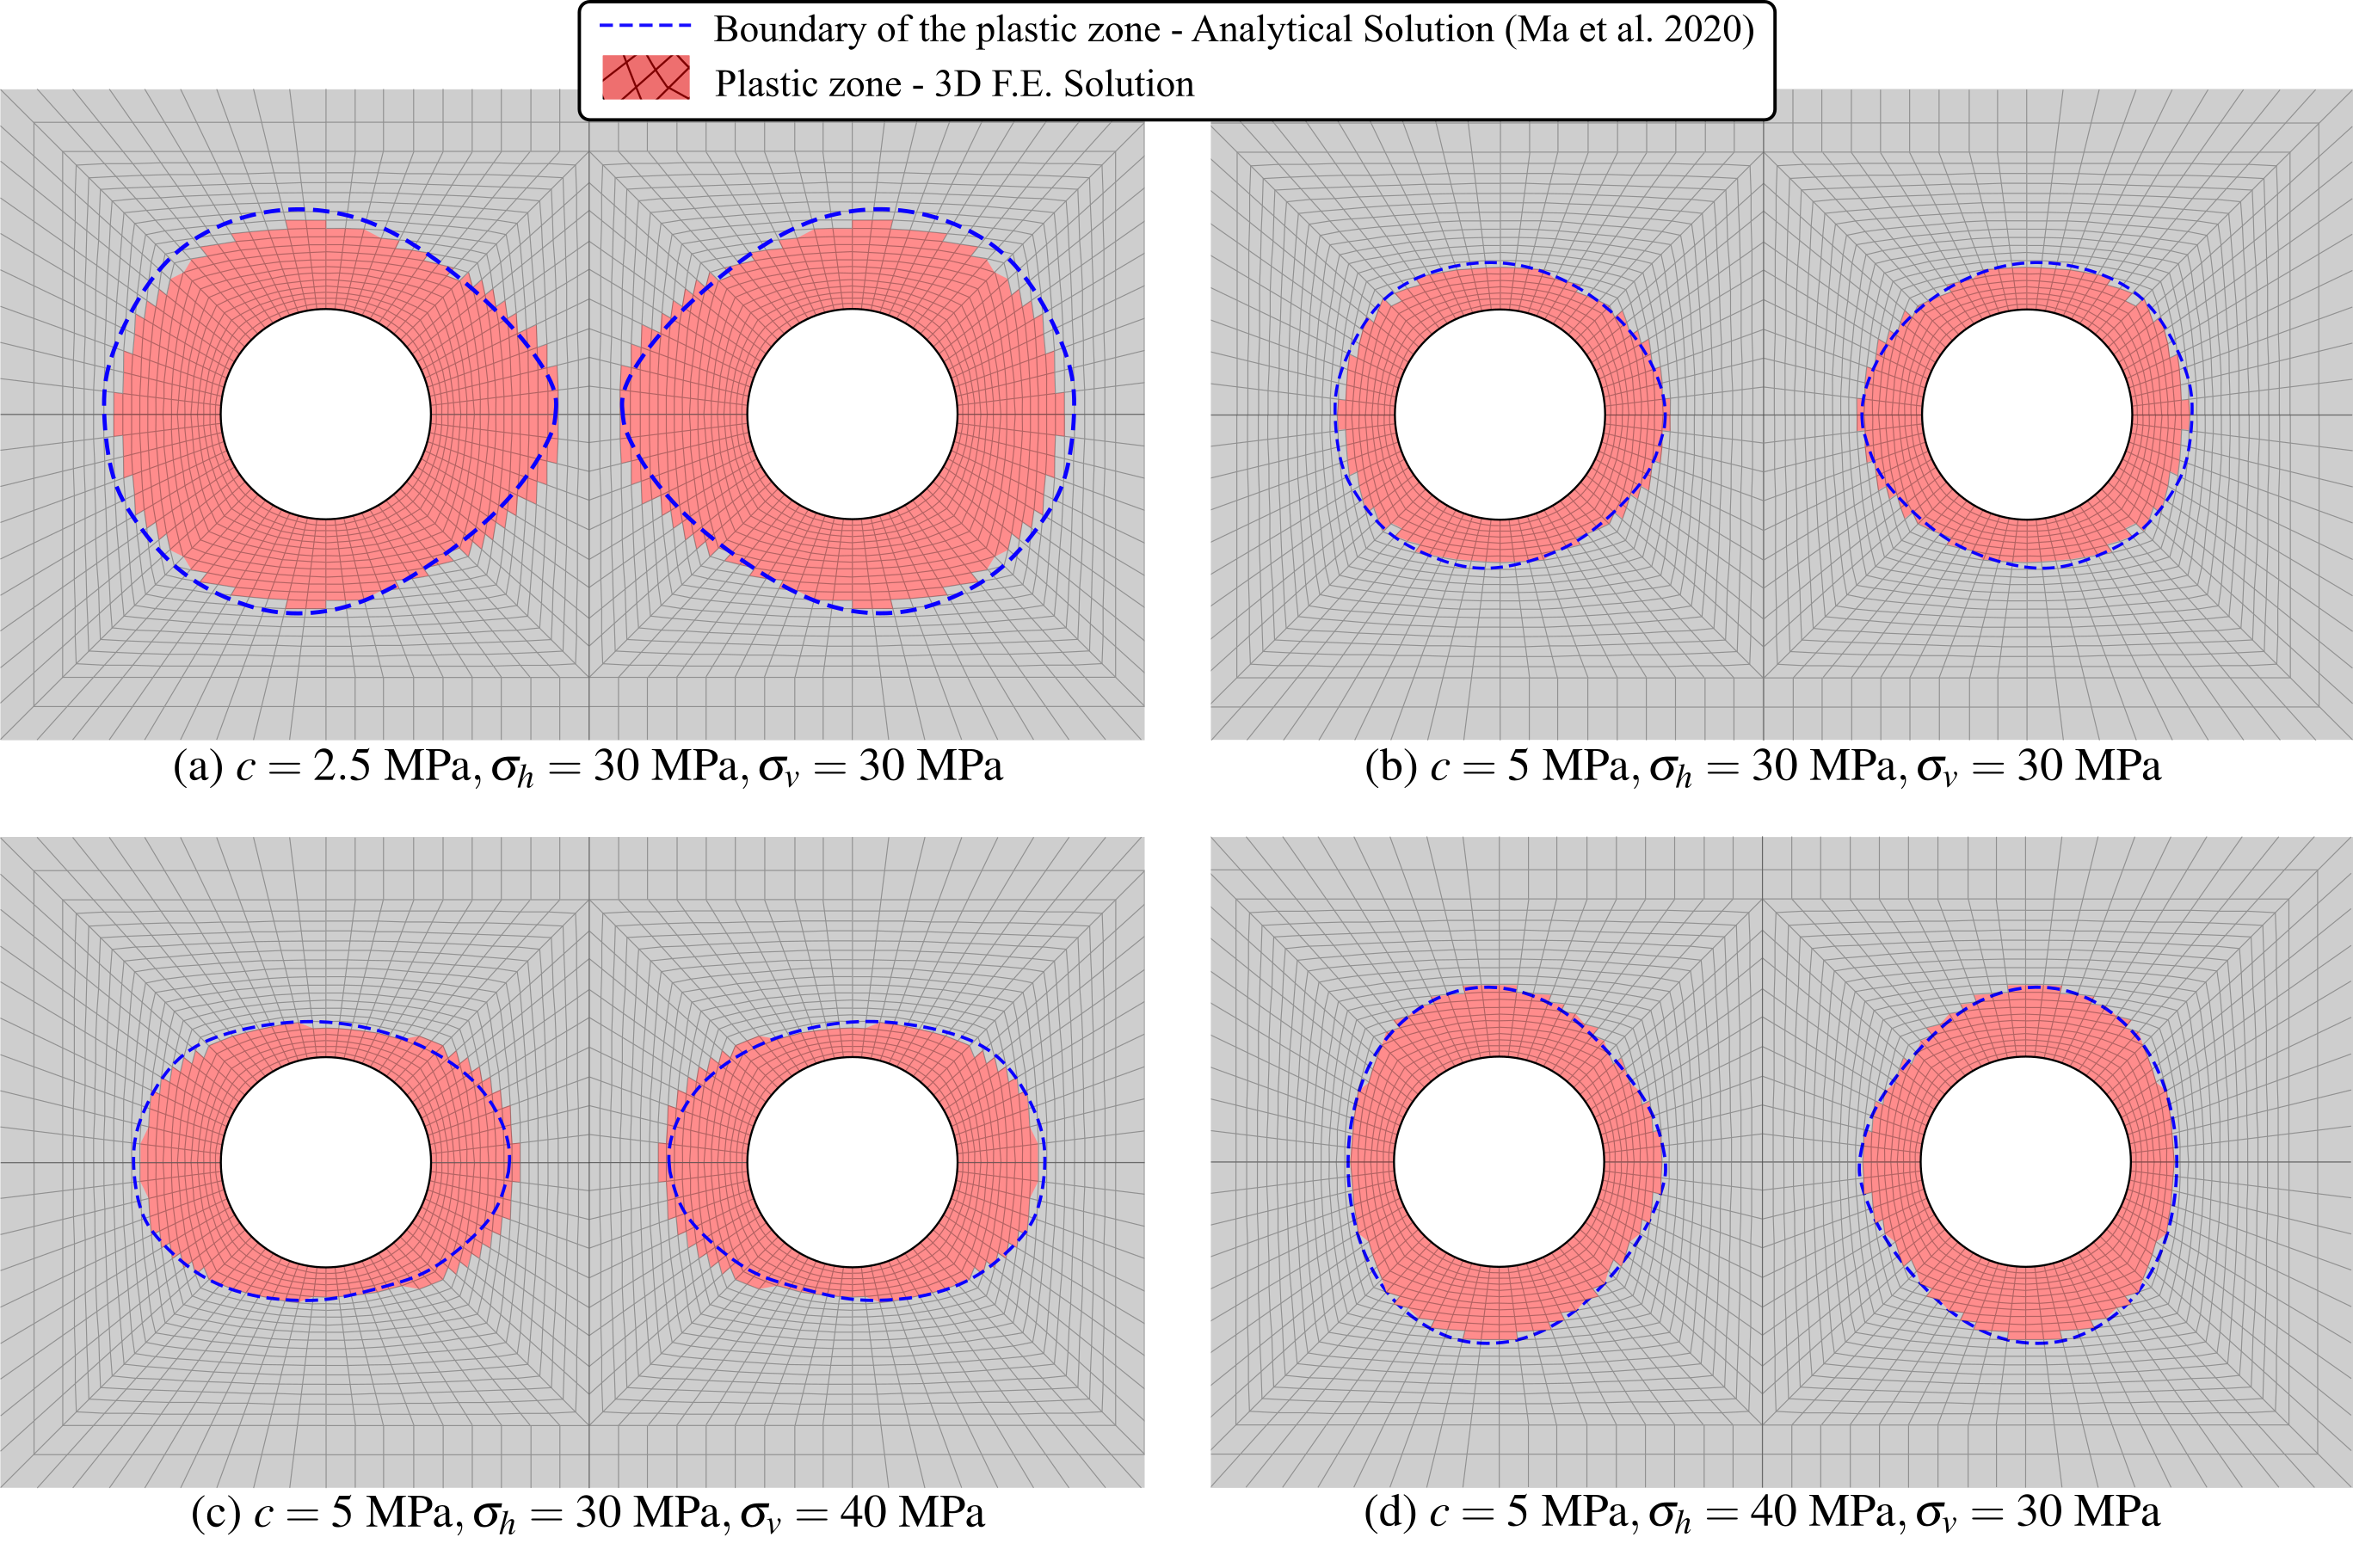 Boundary of the plastic zone - Analytical Solution (Ma et al. 2020)
Plastic zone - 3D F.E. Solution
(a) c = 2.5 MPa, σh = 30 MPa, σv = 30 MPa
(b) c = 5 MPa, σh = 30 MPa, σv = 30 MPa
(c) c = 5 MPa, σh = 30 MPa, σv = 40 MPa
(d) c = 5 MPa, σh = 40 MPa, σv = 30 MPa